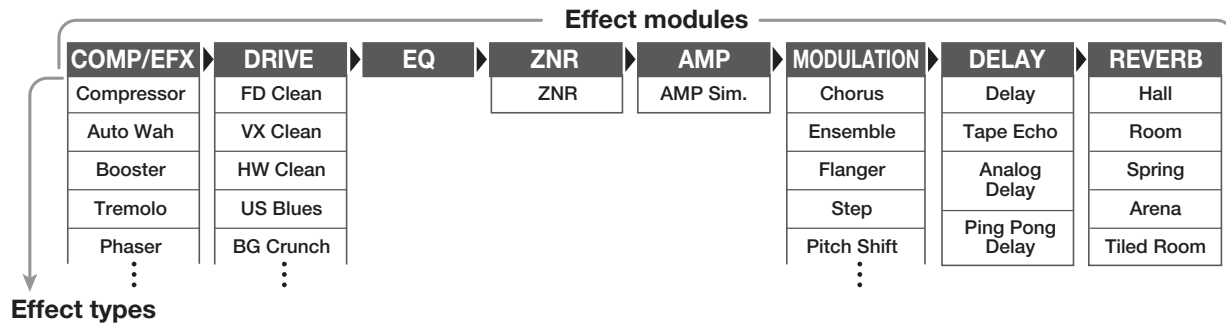 Effect modules
COMP/EFX DRIVE EQ ZNR AMP MODULATION DELAY REVERB
Compressor FD Clean ZNR AMP Sim. Chorus Delay Hall
Auto Wah VX Clean Ensemble Tape Echo Room
Booster HW Clean Flanger Analog Delay Spring
Tremolo US Blues Step Ping Pong Delay Arena
Phaser BG Crunch Pitch Shift Tiled Room
Effect types